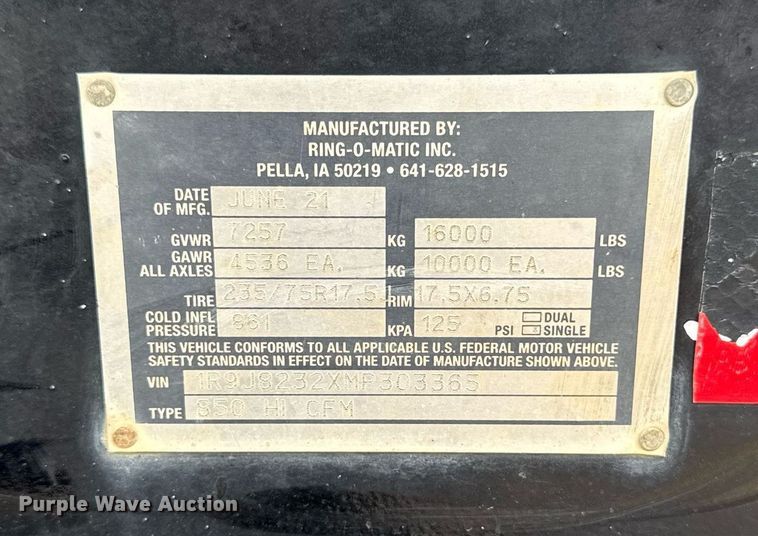 MANUFACTURED BY:
RING-O-MATIC INC.
PELLA, IA 50219 • 641-628-1515
DATE OF MFG. JUNE 21
GVWR 7257 KG 16000 LBS
GAWR ALL AXLES 4536 EA. KG 10000 EA. LBS
TIRE 235/75R17.5J RIM 17.5X6.75
COLD INFL PRESSURE 861 KPA 125 PSI DUAL SINGLE
THIS VEHICLE CONFORMS TO ALL APPLICABLE U.S. FEDERAL MOTOR VEHICLE
SAFETY STANDARDS IN EFFECT ON THE DATE OF MANUFACTURE SHOWN ABOVE.
VIN 1R9J8232XMP303365
TYPE 850 HI CFM
Purple Wave Auction